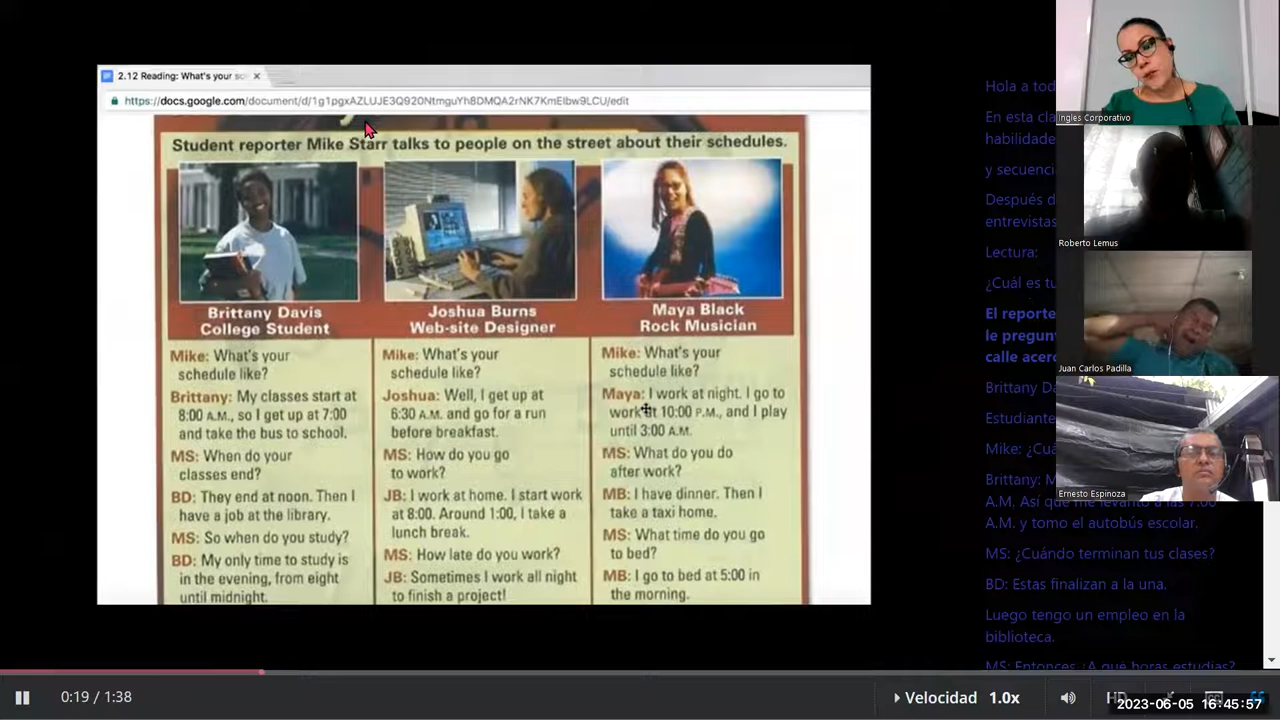 2.12 Reading: What's your sc
https://docs.google.com/document/d/1g1pgxAZLUJE3Q920NtmguYh8DMQA2rNK7KmEIbw9LCU/edit
Student reporter Mike Starr talks to people on the street about their schedules.
Brittany Davis
College Student
Mike: What's your
schedule like?
Brittany: My classes start at
8:00 A.M., so I get up at 7:00
and take the bus to school.
MS: When do your
classes end?
BD: They end at noon. Then I
have a job at the library.
MS: So when do you study?
BD: My only time to study is
in the evening, from eight
until midnight.
Joshua Burns
Web-site Designer
Mike: What's your
schedule like?
Joshua: Well, I get up at
6:30 A.M. and go for a run
before breakfast.
MS: How do you go
to work?
JB: I work at home. I start work
at 8:00. Around 1:00, I take a
lunch break.
MS: How late do you work?
JB: Sometimes I work all night
to finish a project!
Maya Black
Rock Musician
Mike: What's your
schedule like?
Maya: I work at night. I go to
work at 10:00 P.M., and I play
until 3:00 A.M.
MS: What do you do
after work?
MB: I have dinner. Then I
take a taxi home.
MS: What time do you go
to bed?
MB: I go to bed at 5:00 in
the morning.
Hola a tod
En esta cla
habilidade
y secuenci
Después d
entrevistas
Lectura:
¿Cuál es tu
El reporte
le pregunt
calle acerc
Brittany Da
Estudiante
Mike: ¿Cuá
Brittany: M
A.M. Así que me levanto a las 7:00
A.M. y tomo el autobús escolar.
MS: ¿Cuándo terminan tus clases?
BD: Estas finalizan a la una.
Luego tengo un empleo en la
biblioteca.
MS: Entonces ¿A qué horas estudias?
Ingles Corporativo
Roberto Lemus
Juan Carlos Padilla
Ernesto Espinoza
0:19 / 1:38
Velocidad 1.0x
HD
2023-06-05 16:45:57